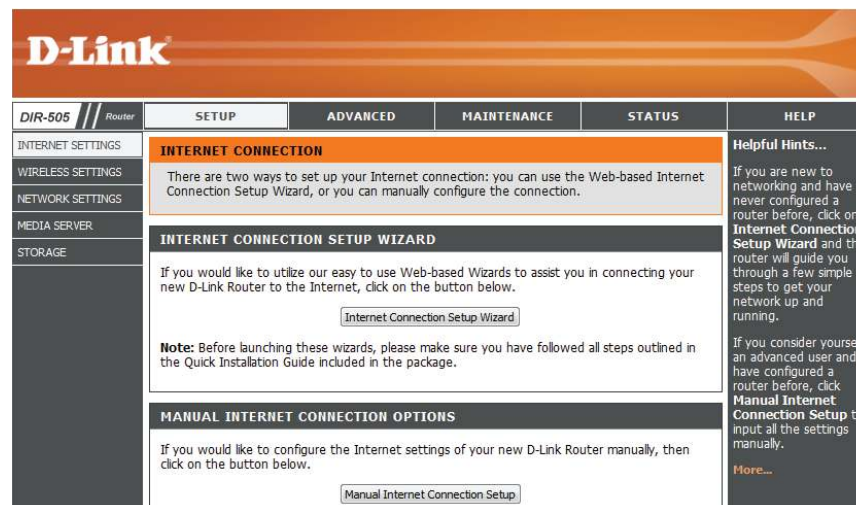 D-Link
DIR-505 Router
SETUP
ADVANCED
MAINTENANCE
STATUS
HELP
INTERNET SETTINGS
WIRELESS SETTINGS
NETWORK SETTINGS
MEDIA SERVER
STORAGE
INTERNET CONNECTION
There are two ways to set up your Internet connection: you can use the Web-based Internet
Connection Setup Wizard, or you can manually configure the connection.
INTERNET CONNECTION SETUP WIZARD
If you would like to utilize our easy to use Web-based Wizards to assist you in connecting your
new D-Link Router to the Internet, click on the button below.
Internet Connection Setup Wizard
Note: Before launching these wizards, please make sure you have followed all steps outlined in
the Quick Installation Guide included in the package.
MANUAL INTERNET CONNECTION OPTIONS
If you would like to configure the Internet settings of your new D-Link Router manually, then
click on the button below.
Manual Internet Connection Setup
Helpful Hints...
If you are new to
networking and have
never configured a
router before, click on
Internet Connection
Setup Wizard and
router will guide you
through a few simple
steps to get your
network up and
running.
If you consider
an advanced user and
have configured a
router before, click
Manual Internet
Connection Setup
input all the settings
manually.
More...